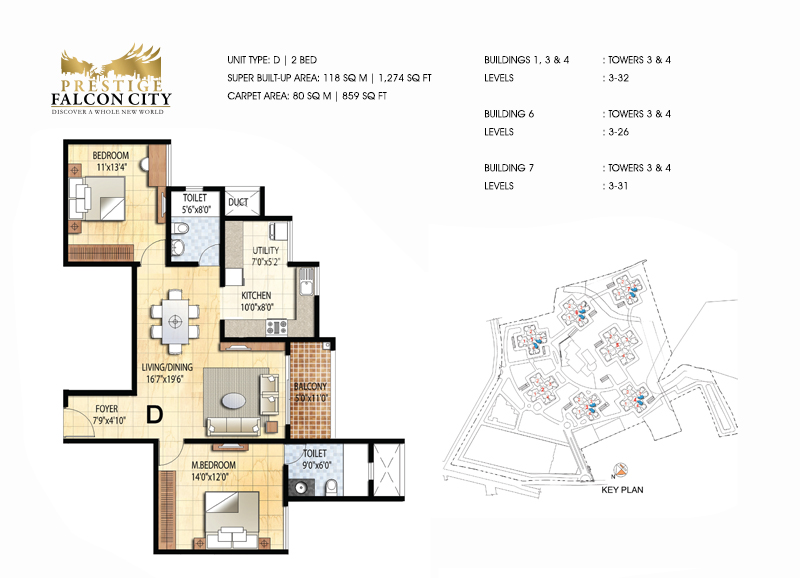 PRESTIGE
FALCON CITY
DISCOVER A WHOLE NEW WORLD
UNIT TYPE: D | 2 BED
SUPER BUILT-UP AREA: 118 SQ M | 1,274 SQ FT
CARPET AREA: 80 SQ M | 859 SQ FT
BUILDINGS 1, 3 & 4 : TOWERS 3 & 4
LEVELS : 3-32
BUILDING 6 : TOWERS 3 & 4
LEVELS : 3-26
BUILDING 7 : TOWERS 3 & 4
LEVELS : 3-31
BEDROOM
11'x13'4"
TOILET
5'6"x8'0"
DUCT
UTILITY
7'0"x5'2"
KITCHEN
10'0"x8'0"
LIVING/DINING
16'7"x19'6"
BALCONY
5'0"x11'0"
FOYER
7'9"x4'10"
D
M.BEDROOM
14'0"x12'0"
TOILET
9'0"x6'0"
N
KEY PLAN